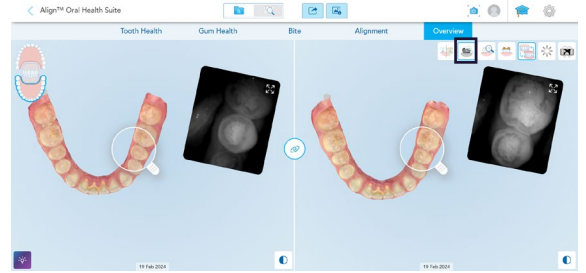 Align™ Oral Health Suite
Tooth Health Gum Health Bite Alignment Overview
19 Feb 2024 19 Feb 2024